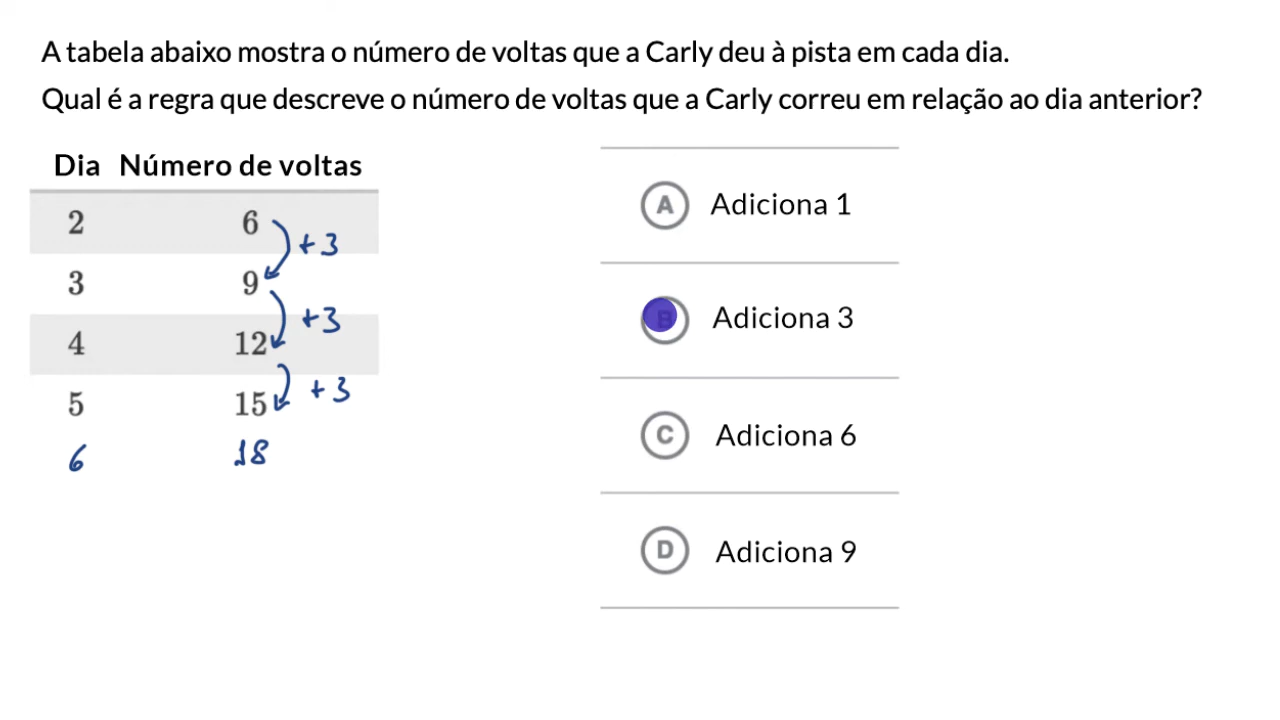 A tabela abaixo mostra o número de voltas que a Carly deu à pista em cada dia.
Qual é a regra que descreve o número de voltas que a Carly correu em relação ao dia anterior?
Dia Número de voltas
2 6
+3
3 9
+3
4 12
+3
5 15
6 18
A Adiciona 1
B Adiciona 3
C Adiciona 6
D Adiciona 9